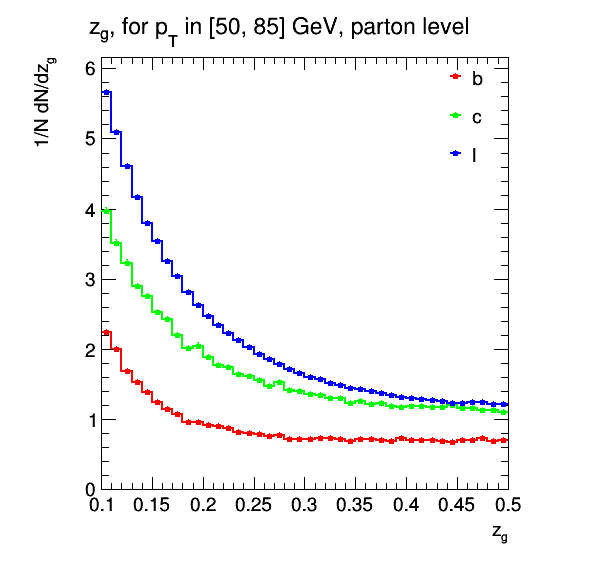 z_g, for p_T in [50, 85] GeV, parton level
1/N dN/dz_g
6
5
4
3
2
1
0
b
c
l
0.1 0.15 0.2 0.25 0.3 0.35 0.4 0.45 0.5
z_g